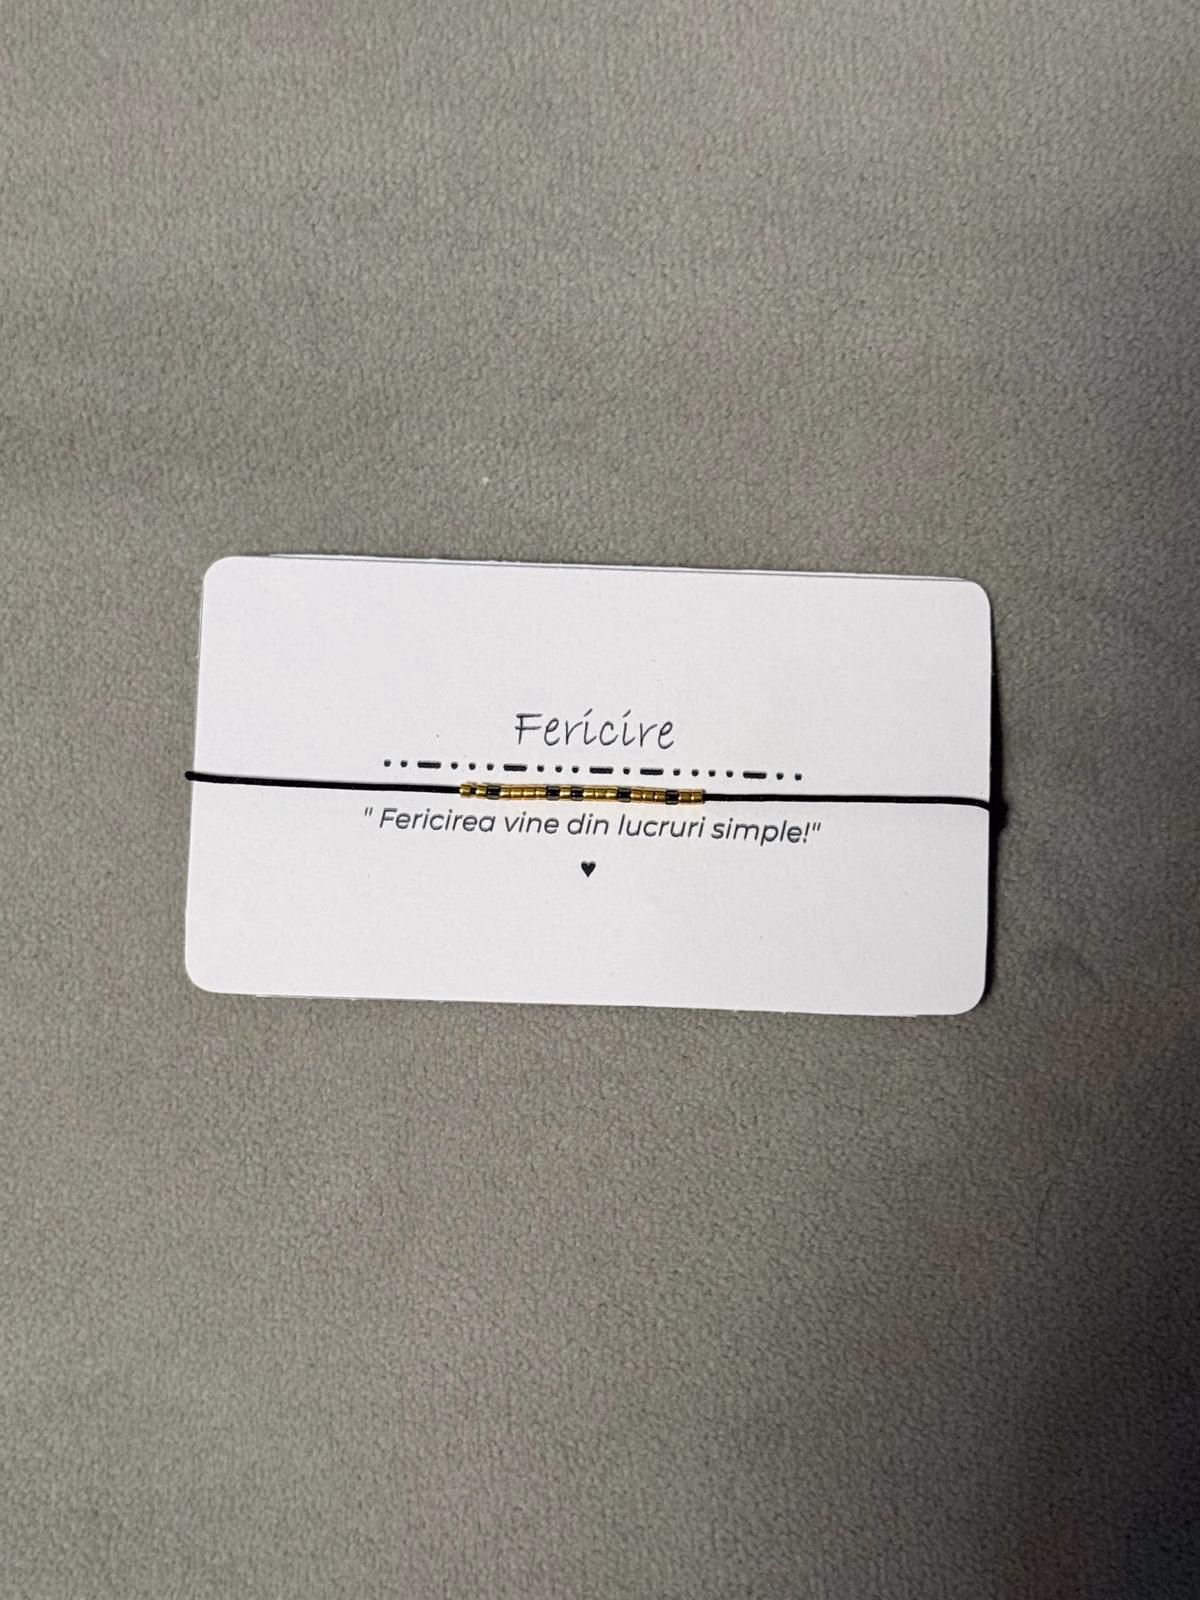 Fericire
..-...-...-.-....-..
" Fericirea vine din lucruri simple!"
♥